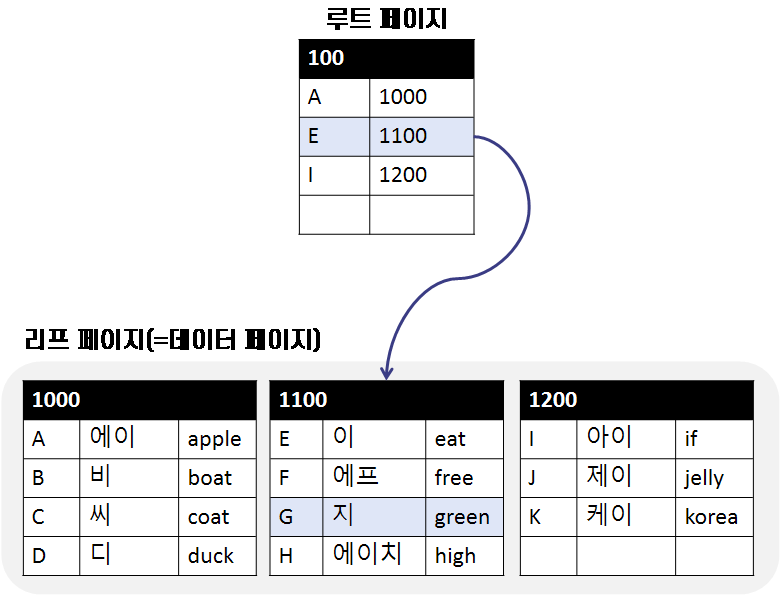 루트 페이지
100
A 1000
E 1100
I 1200
리프 페이지(=데이터 페이지)
1000
A 에이 apple
B 비 boat
C 씨 coat
D 디 duck
1100
E 이 eat
F 에프 free
G 지 green
H 에이치 high
1200
I 아이 if
J 제이 jelly
K 케이 korea